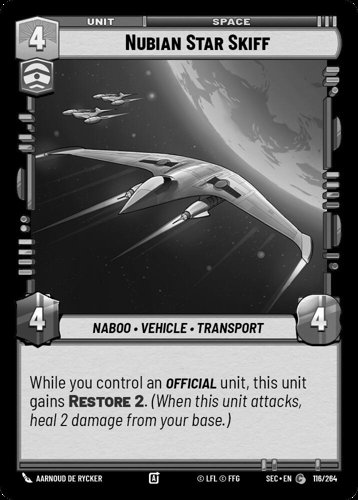 UNIT SPACE
4 NUBIAN STAR SKIFF
4 4
NABOO • VEHICLE • TRANSPORT
While you control an OFFICIAL unit, this unit
gains RESTORE 2. (When this unit attacks,
heal 2 damage from your base.)
AARNOUD DE RYCKER A © LFL © FFG SEC • EN C 116/264